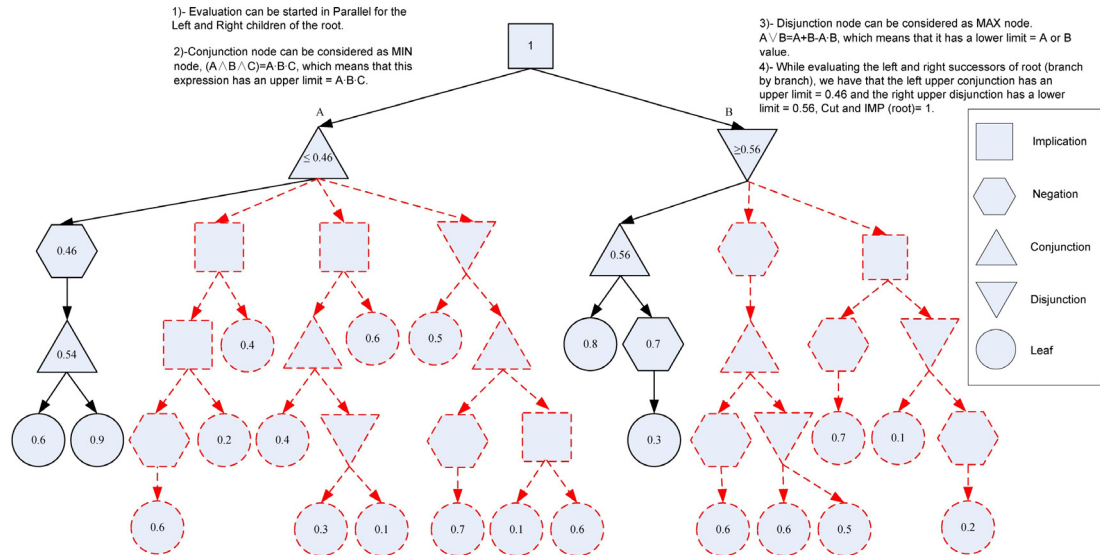 1)- Evaluation can be started in Parallel for the
Left and Right children of the root.
2)-Conjunction node can be considered as MIN
node, (A∧B∧C)=A·B·C, which means that this
expression has an upper limit = A·B·C.
1
3)- Disjunction node can be considered as MAX node.
A∨B=A+B-A·B, which means that it has a lower limit = A or B
value.
4)- While evaluating the left and right successors of root (branch
by branch), we have that the left upper conjunction has an
upper limit = 0.46 and the right upper disjunction has a lower
limit = 0.56, Cut and IMP (root)= 1.
A
B
≤ 0.46
≥0.56
Implication
Negation
Conjunction
Disjunction
Leaf
0.46
0.56
0.54
0.4
0.6
0.5
0.8
0.7
0.6
0.9
0.2
0.4
0.3
0.7
0.1
0.6
0.3
0.1
0.7
0.1
0.6
0.6
0.6
0.5
0.2